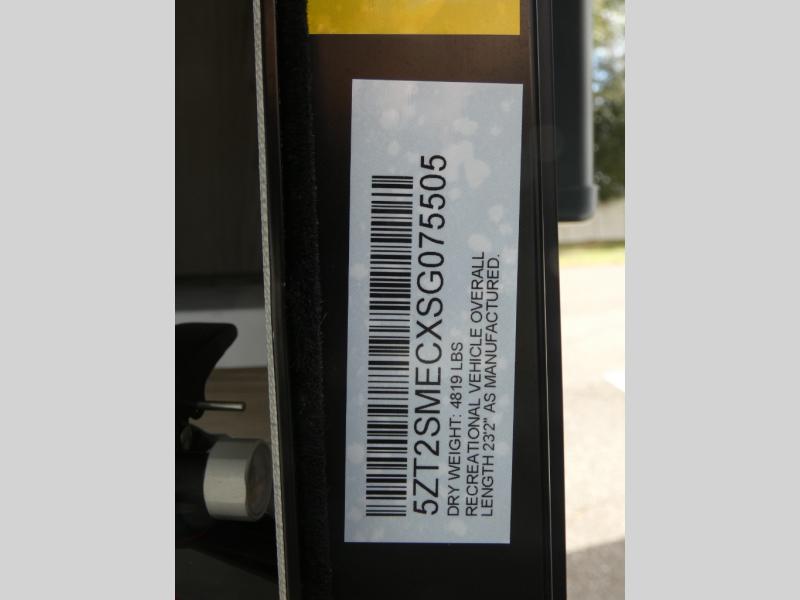 5ZT2SMECXSG075505
DRY WEIGHT: 4819 LBS
RECREATIONAL VEHICLE OVERALL
LENGTH 23'2" AS MANUFACTURED.